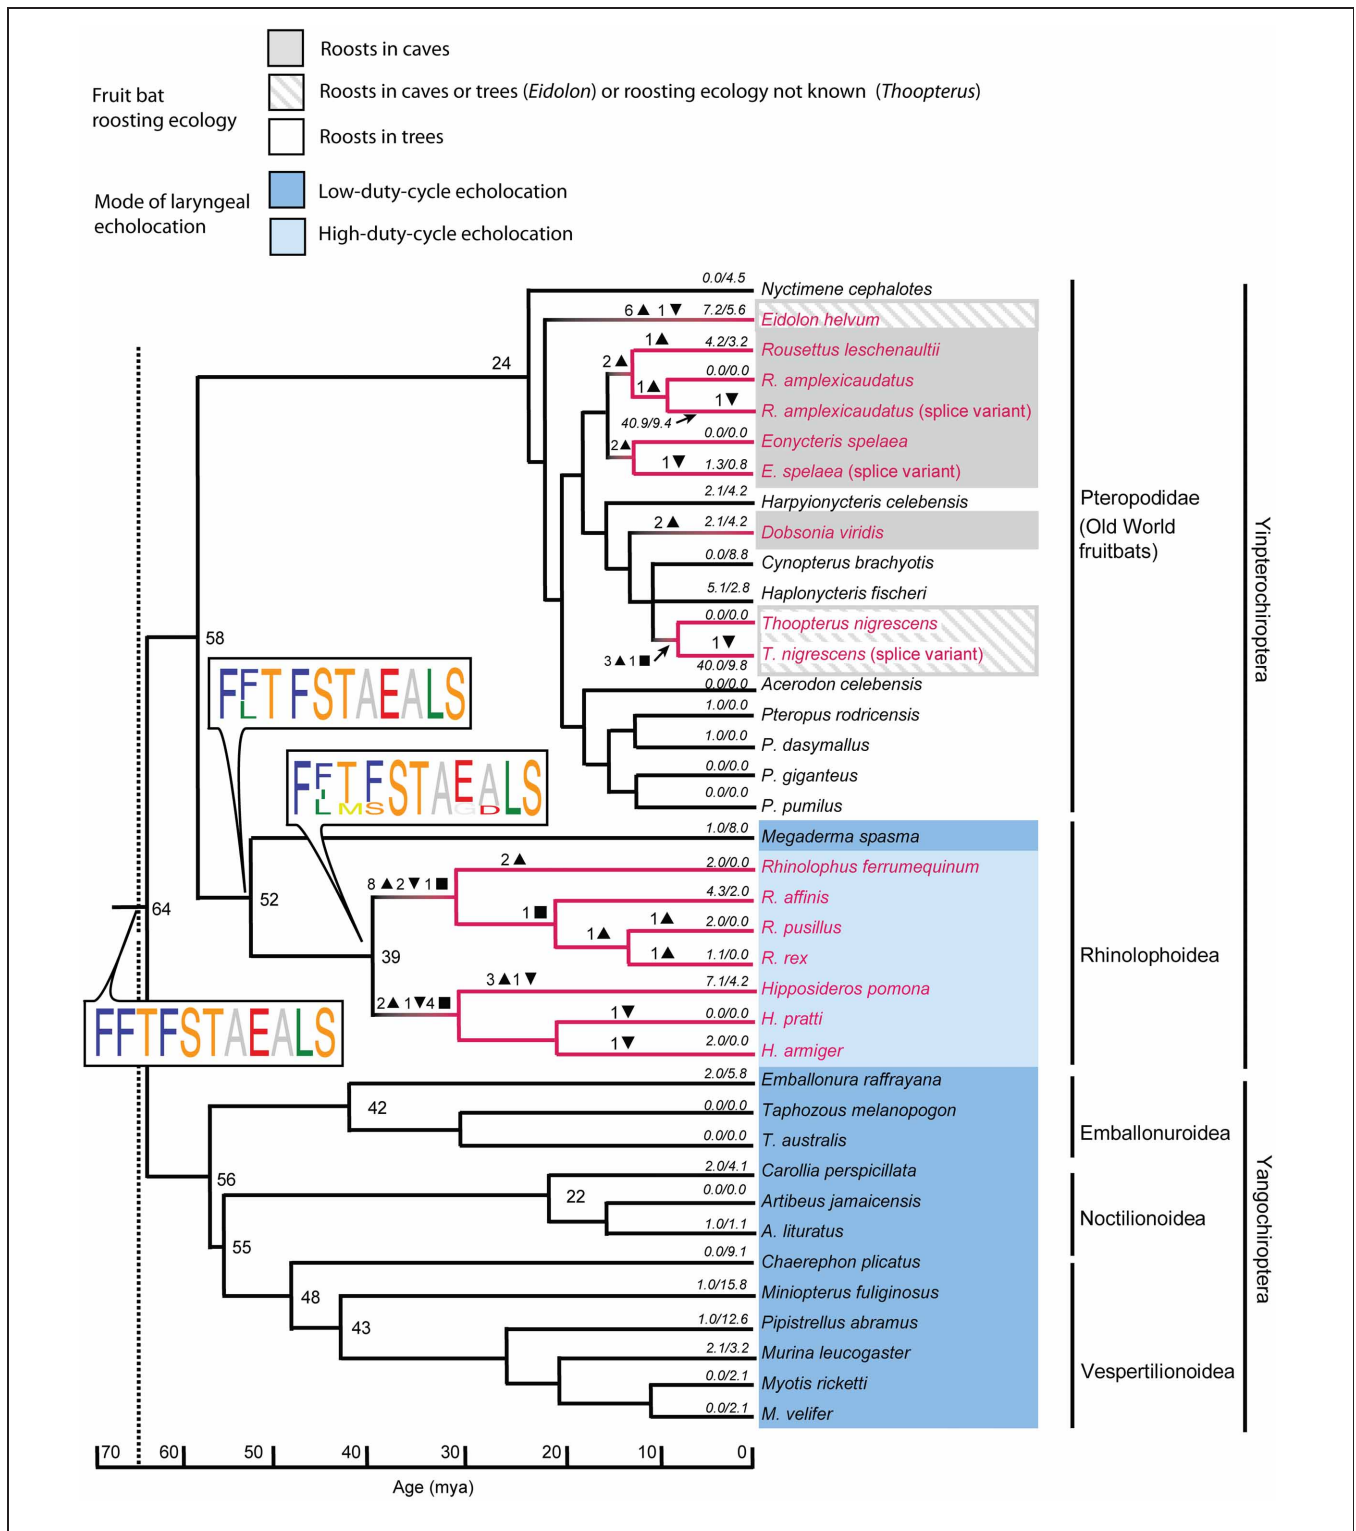 Roosts in caves
Fruit bat
roosting ecology
Roosts in caves or trees (Eidolon) or roosting ecology not known (Thoopterus)
Roosts in trees
Mode of laryngeal
echolocation
Low-duty-cycle echolocation
High-duty-cycle echolocation
0.0/4.5 Nyctimene cephalotes
6 ▲ 1 ▼ 7.2/5.6 Eidolon helvum
1 ▲ 4.2/3.2 Rousettus leschenaultii
24
2 ▲ 0.0/0.0 R. amplexicaudatus
1 ▲ 1 ▼ R. amplexicaudatus (splice variant)
40.9/9.4
0.0/0.0 Eonycteris spelaea
2 ▲ 1 ▼ 1.3/0.8 E. spelaea (splice variant)
2.1/4.2 Harpyionycteris celebensis
2 ▲ 2.1/4.2 Dobsonia viridis
0.0/8.8 Cynopterus brachyotis
5.1/2.8 Haplonycteris fischeri
0.0/0.0 Thoopterus nigrescens
1 ▼ T. nigrescens (splice variant)
3 ▲ 1 ■ 40.0/9.8
0.0/0.0 Acerodon celebensis
1.0/0.0 Pteropus rodricensis
1.0/0.0 P. dasymallus
0.0/0.0 P. giganteus
0.0/0.0 P. pumilus
Pteropodidae
(Old World
fruitbats)
Yinpterochiroptera
58
FFTFSTAEALS
L
FFTFSTAEALS
I
LMS GD
1.0/8.0 Megaderma spasma
2 ▲ 2.0/0.0 Rhinolophus ferrumequinum
8 ▲ 2 ▼ 1 ■
52
4.3/2.0 R. affinis
1 ■
64
1 ▲ 2.0/0.0 R. pusillus
1 ▲
39
1 ▲ 1.1/0.0 R. rex
3 ▲ 1 ▼ 7.1/4.2 Hipposideros pomona
2 ▲ 1 ▼ 4 ■
1 ▼ 0.0/0.0 H. pratti
1 ▼ 2.0/0.0 H. armiger
Rhinolophoidea
FFTFSTAEALS
2.0/5.8 Emballonura raffrayana
42
0.0/0.0 Taphozous melanopogon
0.0/0.0 T. australis
Emballonuroidea
56
2.0/4.1 Carollia perspicillata
22
0.0/0.0 Artibeus jamaicensis
1.0/1.1 A. lituratus
Noctilionoidea
55
0.0/9.1 Chaerephon plicatus
48
1.0/15.8 Miniopterus fuliginosus
43
1.0/12.6 Pipistrellus abramus
2.1/3.2 Murina leucogaster
0.0/2.1 Myotis ricketti
0.0/2.1 M. velifer
Vespertilionoidea
Yangochiroptera
70 60 50 40 30 20 10 0
Age (mya)